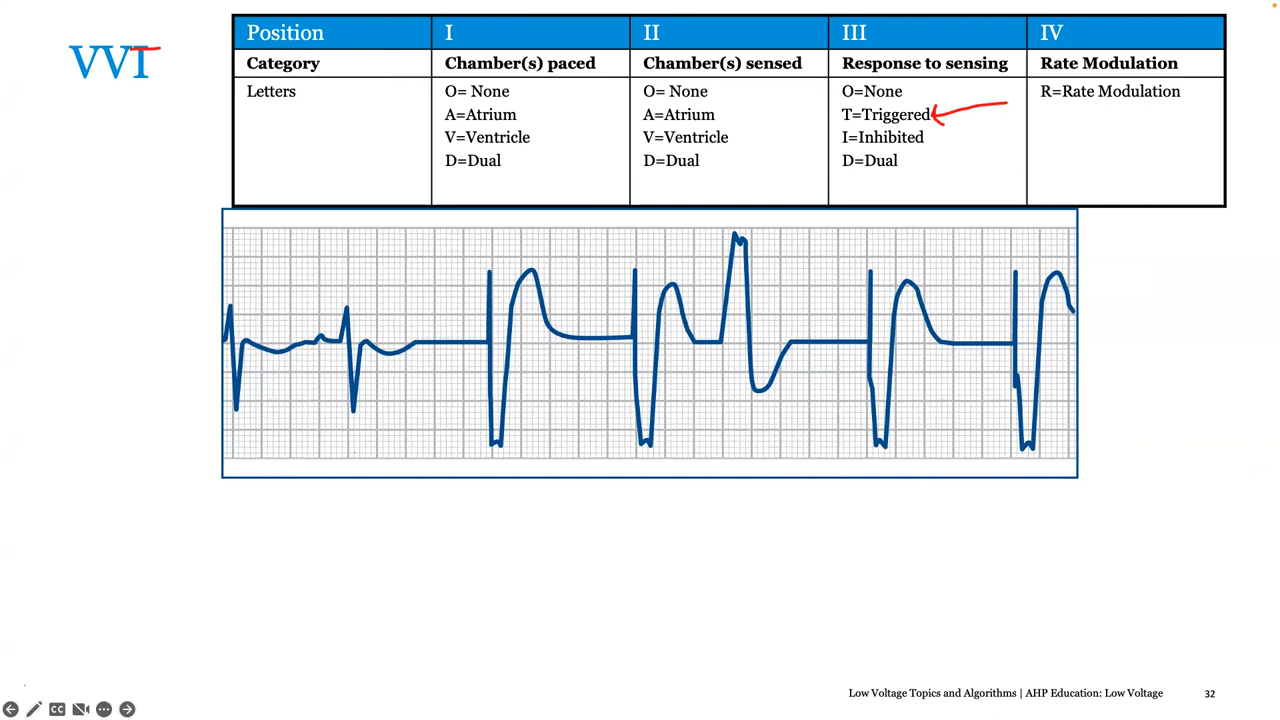 VVT
Position I II III IV
Category Chamber(s) paced Chamber(s) sensed Response to sensing Rate Modulation
Letters O= None O= None O=None R=Rate Modulation
A=Atrium A=Atrium T=Triggered
V=Ventricle V=Ventricle I=Inhibited
D=Dual D=Dual D=Dual
CC
Low Voltage Topics and Algorithms | AHP Education: Low Voltage 32